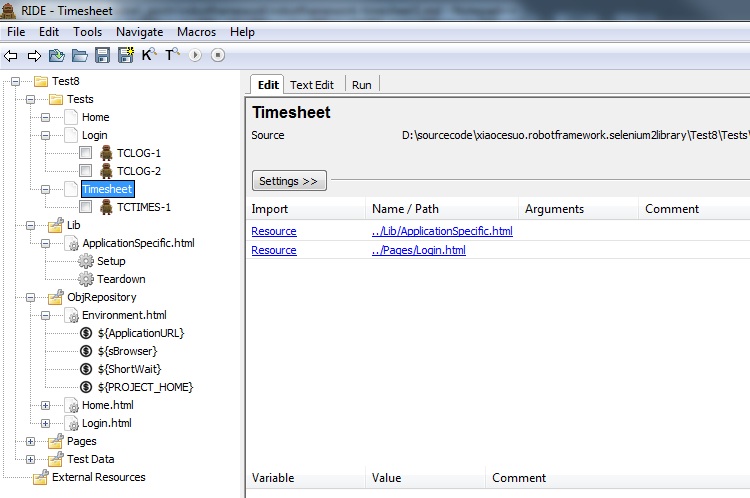 RIDE - Timesheet
File Edit Tools Navigate Macros Help
K T
Test8
Tests
Home
Login
TCLOG-1
TCLOG-2
Timesheet
TCTIMES-1
Lib
ApplicationSpecific.html
Setup
Teardown
ObjRepository
Environment.html
${ApplicationURL}
${sBrowser}
${ShortWait}
${PROJECT_HOME}
Home.html
Login.html
Pages
Test Data
External Resources
Edit Text Edit Run
Timesheet
Source D:\sourcecode\xiaocesuo.robotframework.selenium2library\Test8\Tests\
Settings >>
Import Name / Path Arguments Comment
Resource ../Lib/ApplicationSpecific.html
Resource ../Pages/Login.html
Variable Value Comment